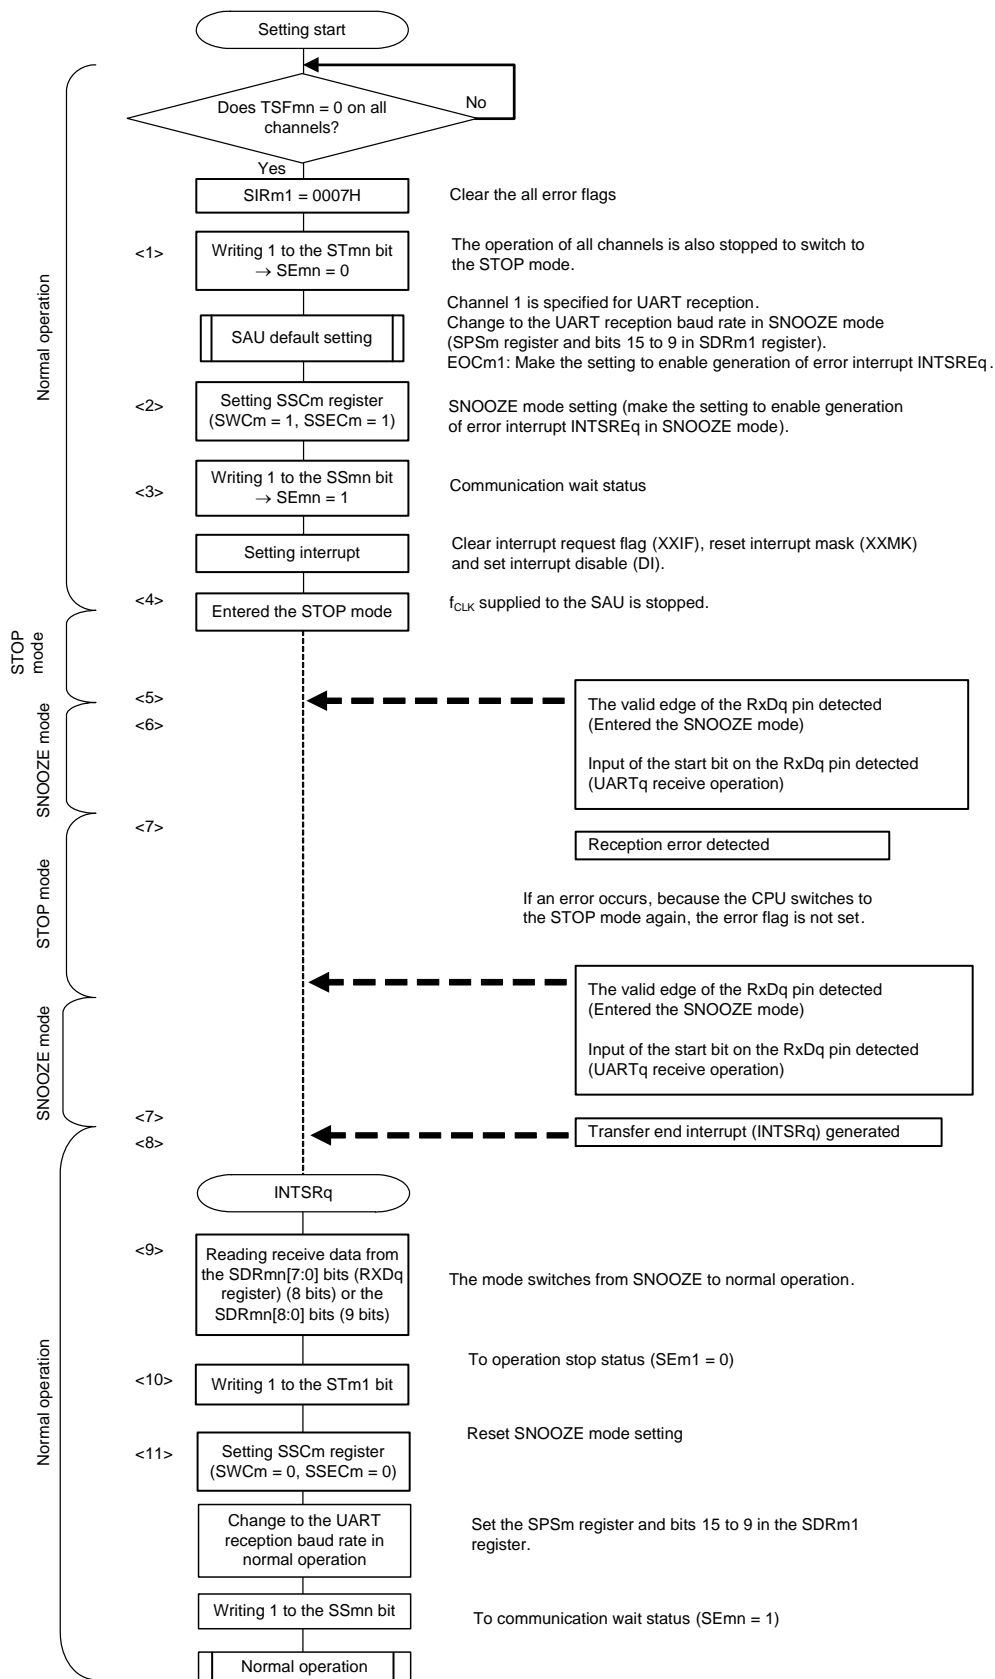 Setting start
Does TSFmn = 0 on all
channels?
No
Yes
SIRm1 = 0007H
Clear the all error flags
<1>
Writing 1 to the STmn bit
→ SEmn = 0
The operation of all channels is also stopped to switch to
the STOP mode.
Normal operation
SAU default setting
Channel 1 is specified for UART reception.
Change to the UART reception baud rate in SNOOZE mode
(SPSm register and bits 15 to 9 in SDRm1 register).
EOCm1: Make the setting to enable generation of error interrupt INTSREq.
<2>
Setting SSCm register
(SWCm = 1, SSECm = 1)
SNOOZE mode setting (make the setting to enable generation
of error interrupt INTSREq in SNOOZE mode).
<3>
Writing 1 to the SSmn bit
→ SEmn = 1
Communication wait status
Setting interrupt
Clear interrupt request flag (XXIF), reset interrupt mask (XXMK)
and set interrupt disable (DI).
<4>
Entered the STOP mode
fCLK supplied to the SAU is stopped.
STOP
mode
<5>
<6>
SNOOZE mode
The valid edge of the RxDq pin detected
(Entered the SNOOZE mode)
Input of the start bit on the RxDq pin detected
(UARTq receive operation)
<7>
Reception error detected
STOP mode
If an error occurs, because the CPU switches to
the STOP mode again, the error flag is not set.
The valid edge of the RxDq pin detected
(Entered the SNOOZE mode)
Input of the start bit on the RxDq pin detected
(UARTq receive operation)
SNOOZE mode
<7>
<8>
Transfer end interrupt (INTSRq) generated
INTSRq
<9>
Reading receive data from
the SDRmn[7:0] bits (RXDq
register) (8 bits) or the
SDRmn[8:0] bits (9 bits)
The mode switches from SNOOZE to normal operation.
Normal operation
To operation stop status (SEm1 = 0)
<10>
Writing 1 to the STm1 bit
Reset SNOOZE mode setting
<11>
Setting SSCm register
(SWCm = 0, SSECm = 0)
Change to the UART
reception baud rate in
normal operation
Set the SPSm register and bits 15 to 9 in the SDRm1
register.
Writing 1 to the SSmn bit
To communication wait status (SEmn = 1)
Normal operation